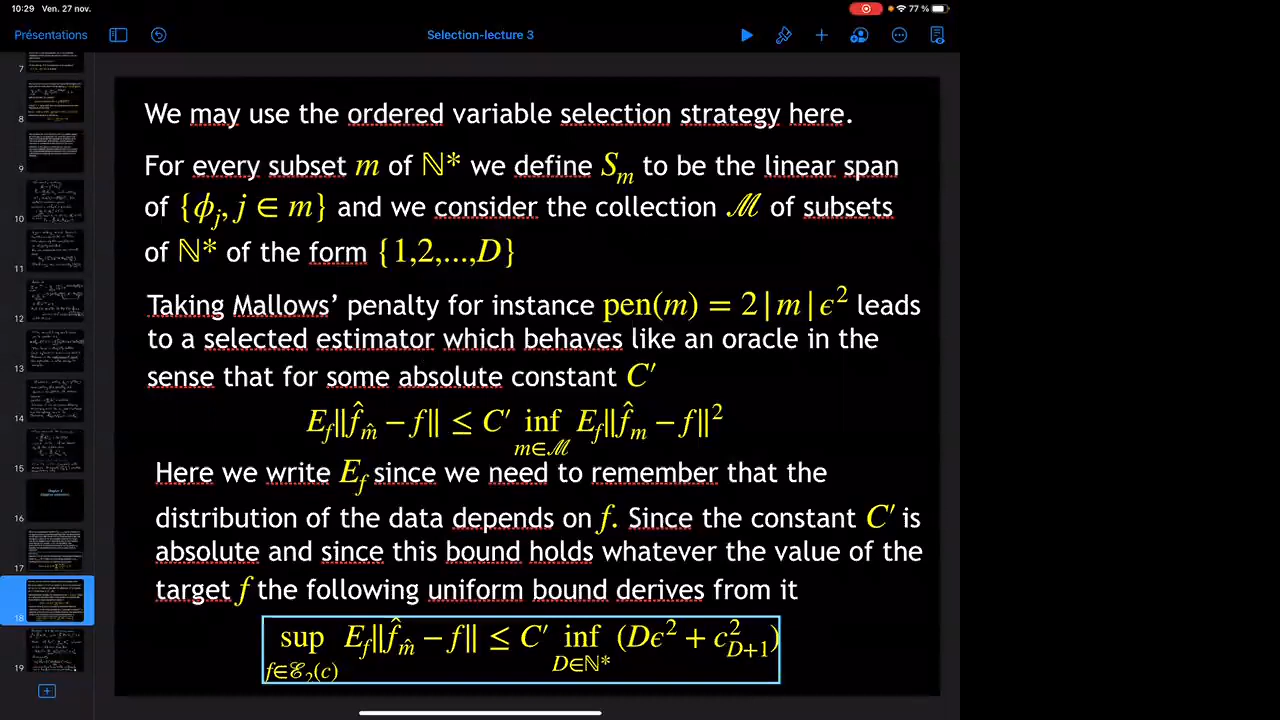 10:29 Ven. 27 nov.
77 %
Présentations
Selection-lecture 3
7
8
9
10
11
12
13
14
15
16
17
18
19
We may use the ordered variable selection strategy here.
For every subset m of ℕ* we define Sₘ to be the linear span
of {ϕⱼ, j ∈ m} and we consider the collection ℳ of subsets
of ℕ* of the form {1,2,...,D}
Taking Mallows’ penalty for instance pen(m) = 2|m|ϵ² leads
to a selected estimator which behaves like an oracle in the
sense that for some absolute constant C′
E_f‖f̂_m̂ − f‖ ≤ C′ inf_{m∈ℳ} E_f‖f̂_m − f‖²
Here we write E_f since we need to remember that the
distribution of the data depends on f. Since the constant C′ is
absolute and since this bound holds whatever the value of the
target f the following uniform bound derives from it
sup_{f∈ℰ₂(c)} E_f‖f̂_m̂ − f‖ ≤ C′ inf_{D∈ℕ*} (Dϵ² + c²_{D+1})